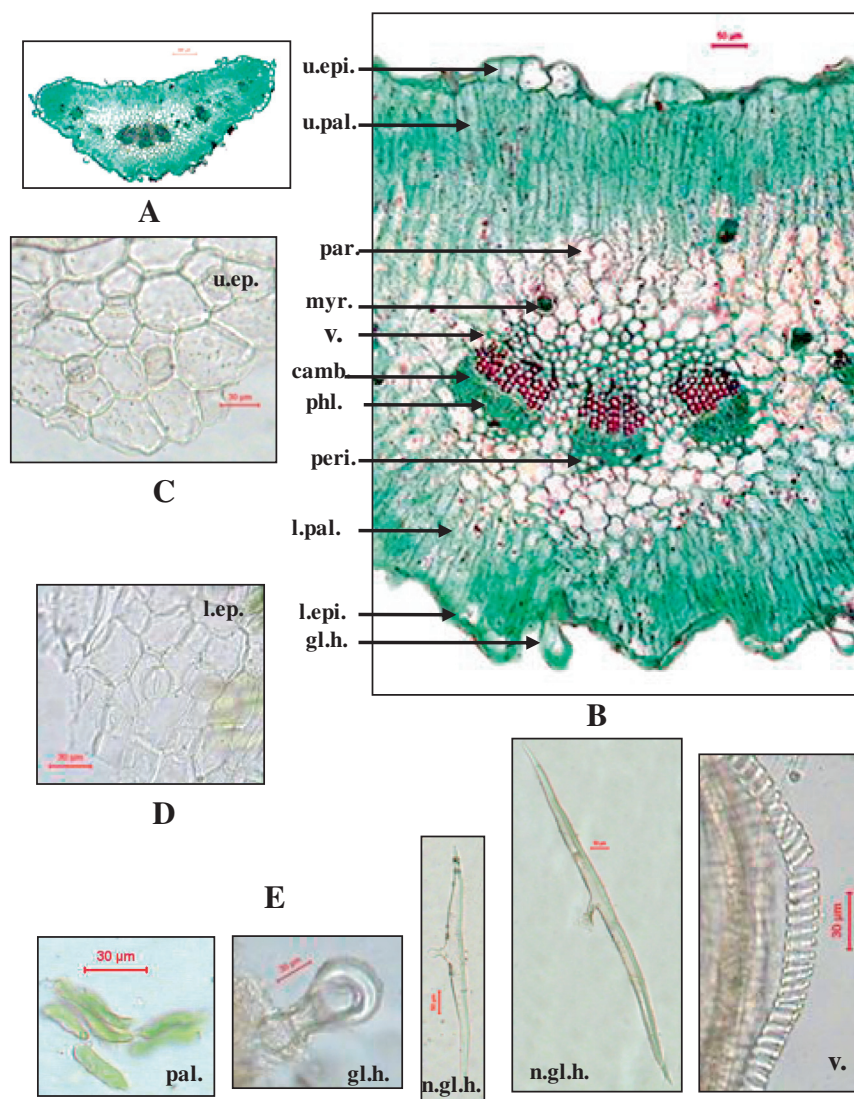 A
50 µm
u.epi.
u.pal.
par.
myr.
v.
camb.
phl.
peri.
l.pal.
l.epi.
gl.h.
B
u.ep.
30 µm
C
l.ep.
30 µm
D
E
30 µm
pal.
30 µm
gl.h.
n.gl.h.
n.gl.h.
30 µm
v.